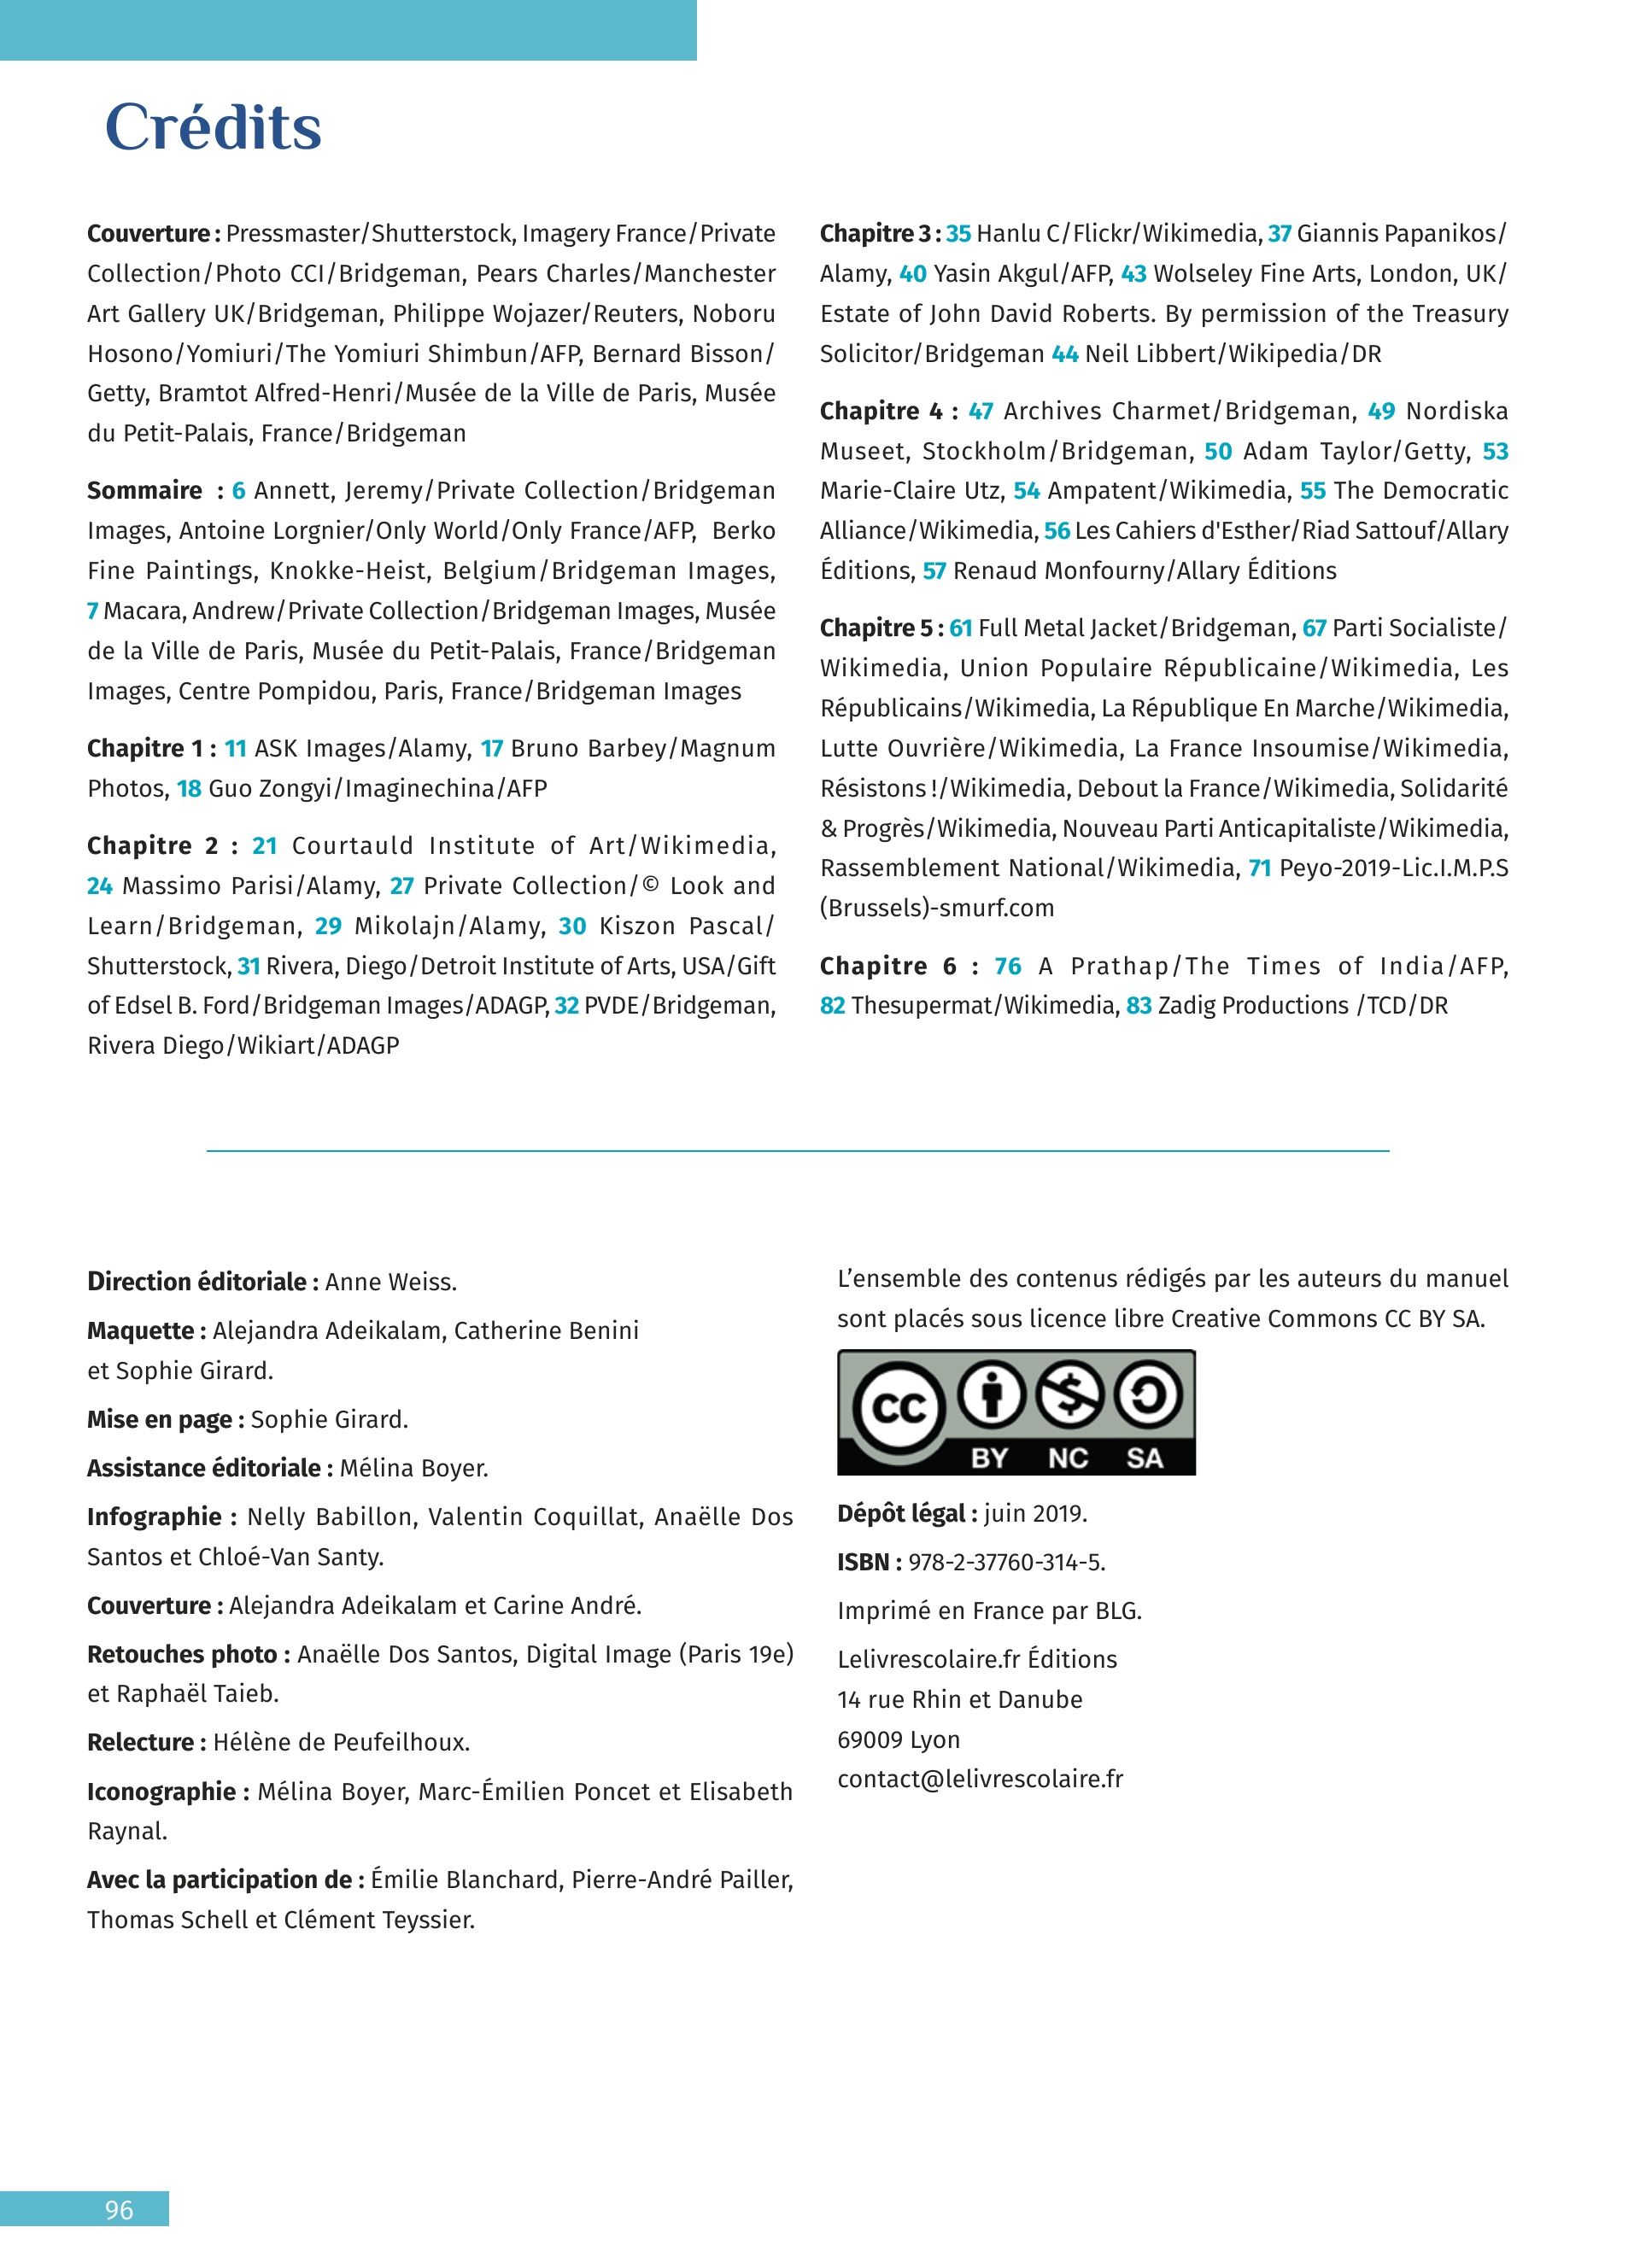 Crédits
Couverture : Pressmaster/Shutterstock, Imagery France/Private
Collection/Photo CCI/Bridgeman, Pears Charles/Manchester
Art Gallery UK/Bridgeman, Philippe Wojazer/Reuters, Noboru
Hosono/Yomiuri/The Yomiuri Shimbun/AFP, Bernard Bisson/
Getty, Bramtot Alfred-Henri/Musée de la Ville de Paris, Musée
du Petit-Palais, France/Bridgeman
Sommaire : 6 Annett, Jeremy/Private Collection/Bridgeman
Images, Antoine Lorgnier/Only World/Only France/AFP, Berko
Fine Paintings, Knokke-Heist, Belgium/Bridgeman Images,
7 Macara, Andrew/Private Collection/Bridgeman Images, Musée
de la Ville de Paris, Musée du Petit-Palais, France/Bridgeman
Images, Centre Pompidou, Paris, France/Bridgeman Images
Chapitre 1 : 11 ASK Images/Alamy, 17 Bruno Barbey/Magnum
Photos, 18 Guo Zongyi/Imaginechina/AFP
Chapitre 2 : 21 Courtauld Institute of Art/Wikimedia,
24 Massimo Parisi/Alamy, 27 Private Collection/© Look and
Learn/Bridgeman, 29 Mikolajn/Alamy, 30 Kiszon Pascal/
Shutterstock, 31 Rivera, Diego/Detroit Institute of Arts, USA/Gift
of Edsel B. Ford/Bridgeman Images/ADAGP, 32 PVDE/Bridgeman,
Rivera Diego/Wikiart/ADAGP
Chapitre 3 : 35 Hanlu C/Flickr/Wikimedia, 37 Giannis Papanikos/
Alamy, 40 Yasin Akgul/AFP, 43 Wolseley Fine Arts, London, UK/
Estate of John David Roberts. By permission of the Treasury
Solicitor/Bridgeman 44 Neil Libbert/Wikipedia/DR
Chapitre 4 : 47 Archives Charmet/Bridgeman, 49 Nordiska
Museet, Stockholm/Bridgeman, 50 Adam Taylor/Getty, 53
Marie-Claire Utz, 54 Ampatent/Wikimedia, 55 The Democratic
Alliance/Wikimedia, 56 Les Cahiers d'Esther/Riad Sattouf/Allary
Éditions, 57 Renaud Monfourny/Allary Éditions
Chapitre 5 : 61 Full Metal Jacket/Bridgeman, 67 Parti Socialiste/
Wikimedia, Union Populaire Républicaine/Wikimedia, Les
Républicains/Wikimedia, La République En Marche/Wikimedia,
Lutte Ouvrière/Wikimedia, La France Insoumise/Wikimedia,
Résistons !/Wikimedia, Debout la France/Wikimedia, Solidarité
& Progrès/Wikimedia, Nouveau Parti Anticapitaliste/Wikimedia,
Rassemblement National/Wikimedia, 71 Peyo-2019-Lic.I.M.P.S
(Brussels)-smurf.com
Chapitre 6 : 76 A Prathap/The Times of India/AFP,
82 Thesupermat/Wikimedia, 83 Zadig Productions /TCD/DR
Direction éditoriale : Anne Weiss.
Maquette : Alejandra Adeikalam, Catherine Benini
et Sophie Girard.
Mise en page : Sophie Girard.
Assistance éditoriale : Mélina Boyer.
Infographie : Nelly Babillon, Valentin Coquillat, Anaëlle Dos
Santos et Chloé-Van Santy.
Couverture : Alejandra Adeikalam et Carine André.
Retouches photo : Anaëlle Dos Santos, Digital Image (Paris 19e)
et Raphaël Taieb.
Relecture : Hélène de Peufeilhoux.
Iconographie : Mélina Boyer, Marc-Émilien Poncet et Elisabeth
Raynal.
Avec la participation de : Émilie Blanchard, Pierre-André Pailler,
Thomas Schell et Clément Teyssier.
L’ensemble des contenus rédigés par les auteurs du manuel
sont placés sous licence libre Creative Commons CC BY SA.
cc
BY NC SA
Dépôt légal : juin 2019.
ISBN : 978-2-37760-314-5.
Imprimé en France par BLG.
Lelivrescolaire.fr Éditions
14 rue Rhin et Danube
69009 Lyon
contact@lelivrescolaire.fr
96